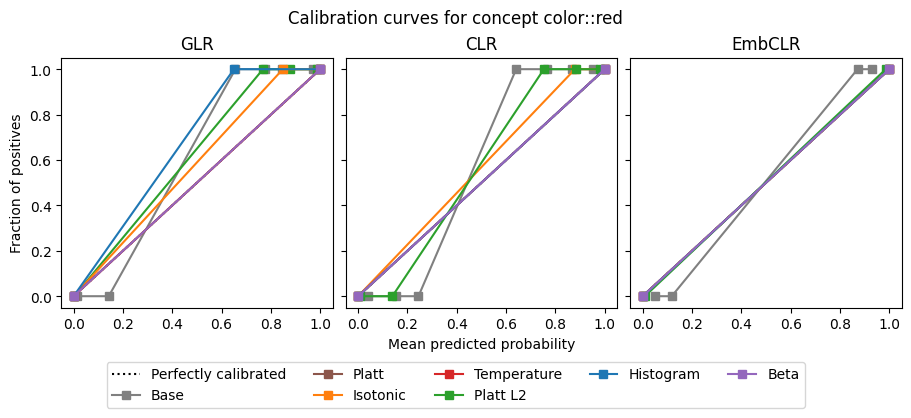 Calibration curves for concept color::red
GLR
CLR
EmbCLR
Fraction of positives
1.0
0.8
0.6
0.4
0.2
0.0
0.0 0.2 0.4 0.6 0.8 1.0
0.0 0.2 0.4 0.6 0.8 1.0
0.0 0.2 0.4 0.6 0.8 1.0
Mean predicted probability
Perfectly calibrated
Base
Platt
Isotonic
Temperature
Platt L2
Histogram
Beta